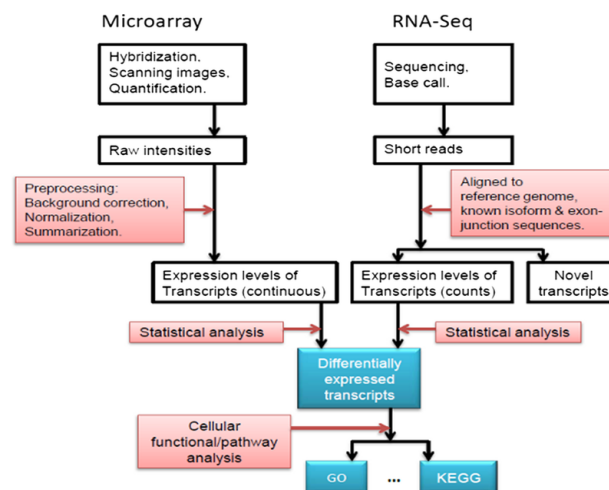 Microarray
RNA-Seq
Hybridization,
Scanning images,
Quantification.
Sequencing,
Base call.
Raw intensities
Short reads
Preprocessing:
Background correction,
Normalization,
Summarization.
Aligned to
reference genome,
known isoform & exon-
junction sequences.
Expression levels of
Transcripts (continuous)
Expression levels of
Transcripts (counts)
Novel
transcripts
Statistical analysis
Statistical analysis
Differentially
expressed
transcripts
Cellular
functional/pathway
analysis
GO
...
KEGG